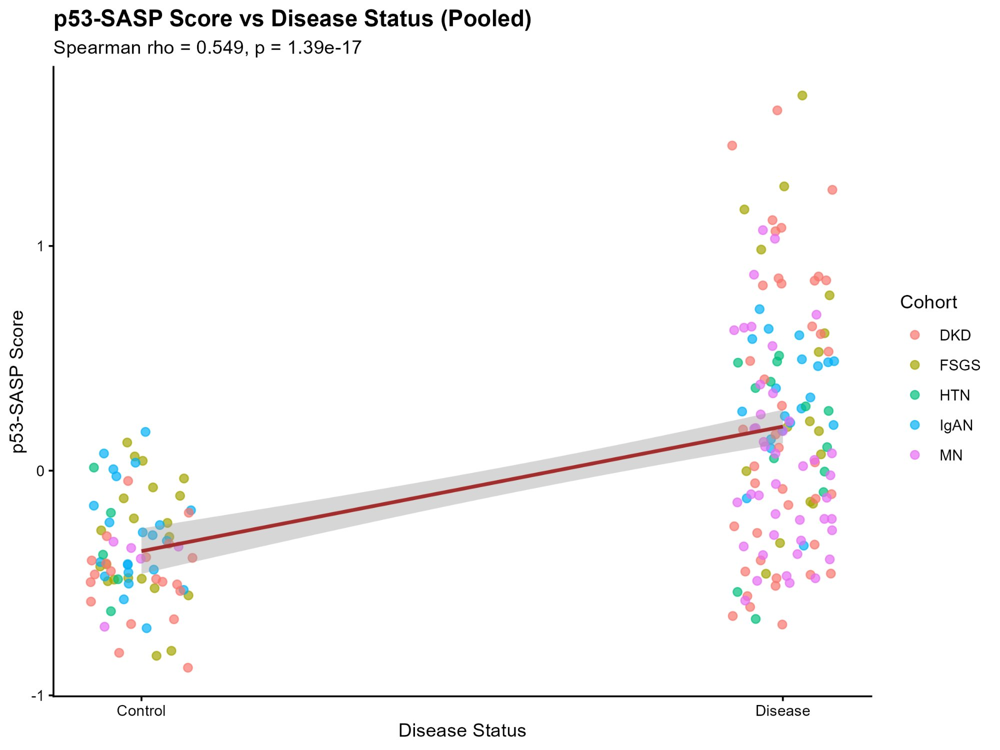 p53-SASP Score vs Disease Status (Pooled)
Spearman rho = 0.549, p = 1.39e-17
p53-SASP Score
1
0
-1
Control
Disease
Disease Status
Cohort
DKD
FSGS
HTN
IgAN
MN